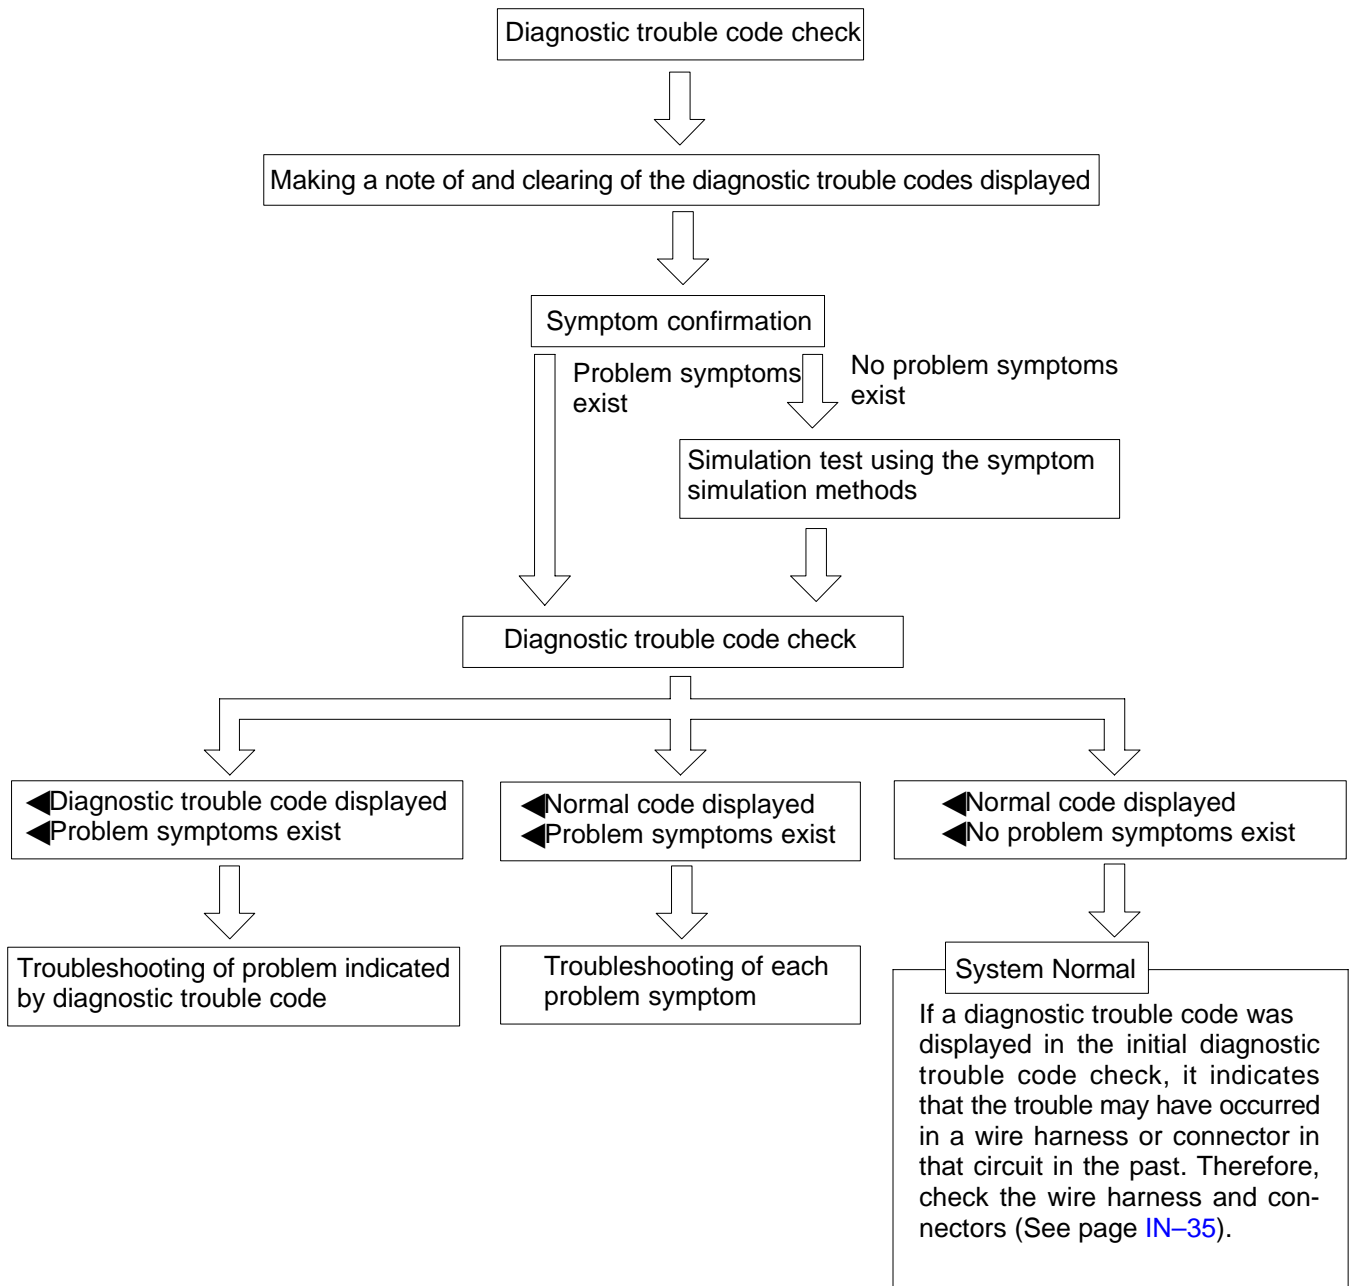 Diagnostic trouble code check
Making a note of and clearing of the diagnostic trouble codes displayed
Symptom confirmation
Problem symptoms
exist
No problem symptoms
exist
Simulation test using the symptom
simulation methods
Diagnostic trouble code check
◀Diagnostic trouble code displayed
◀Problem symptoms exist
◀Normal code displayed
◀Problem symptoms exist
◀Normal code displayed
◀No problem symptoms exist
Troubleshooting of problem indicated
by diagnostic trouble code
Troubleshooting of each
problem symptom
System Normal
If a diagnostic trouble code was
displayed in the initial diagnostic
trouble code check, it indicates
that the trouble may have occurred
in a wire harness or connector in
that circuit in the past. Therefore,
check the wire harness and con-
nectors (See page IN–35).